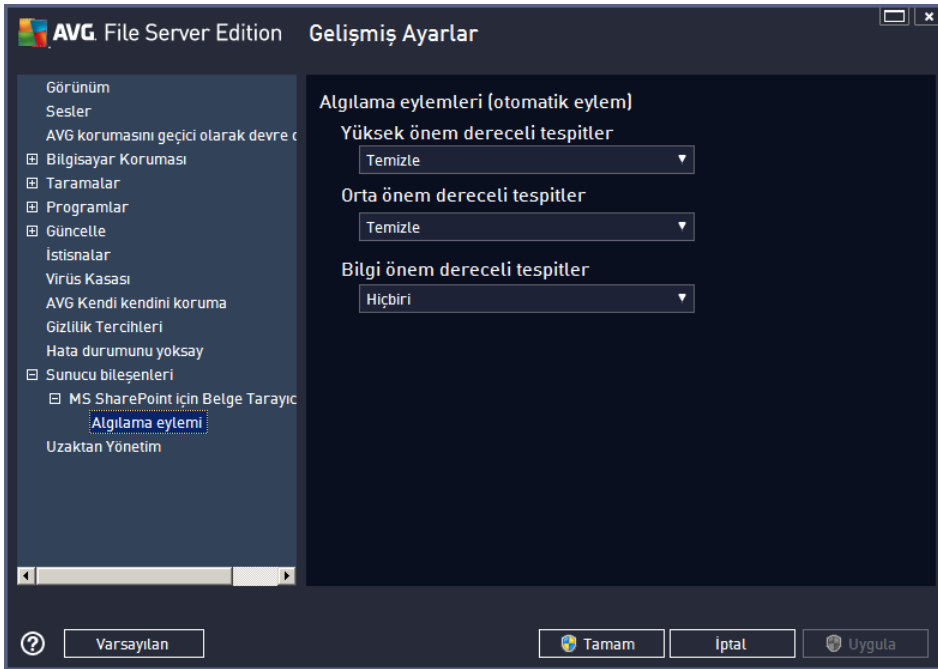 AVG File Server Edition Gelişmiş Ayarlar
Görünüm
Sesler
AVG korumasını geçici olarak devre
Bilgisayar Koruması
Taramalar
Programlar
Güncelle
İstisnalar
Virüs Kasası
AVG Kendi kendini koruma
Gizlilik Tercihleri
Hata durumunu yoksay
Sunucu bileşenleri
MS SharePoint için Belge Tarayıc
Algılama eylemi
Uzaktan Yönetim
Algılama eylemleri (otomatik eylem)
Yüksek önem dereceli tespitler
Temizle
Orta önem dereceli tespitler
Temizle
Bilgi önem dereceli tespitler
Hiçbiri
Varsayılan
Tamam
İptal
Uygula